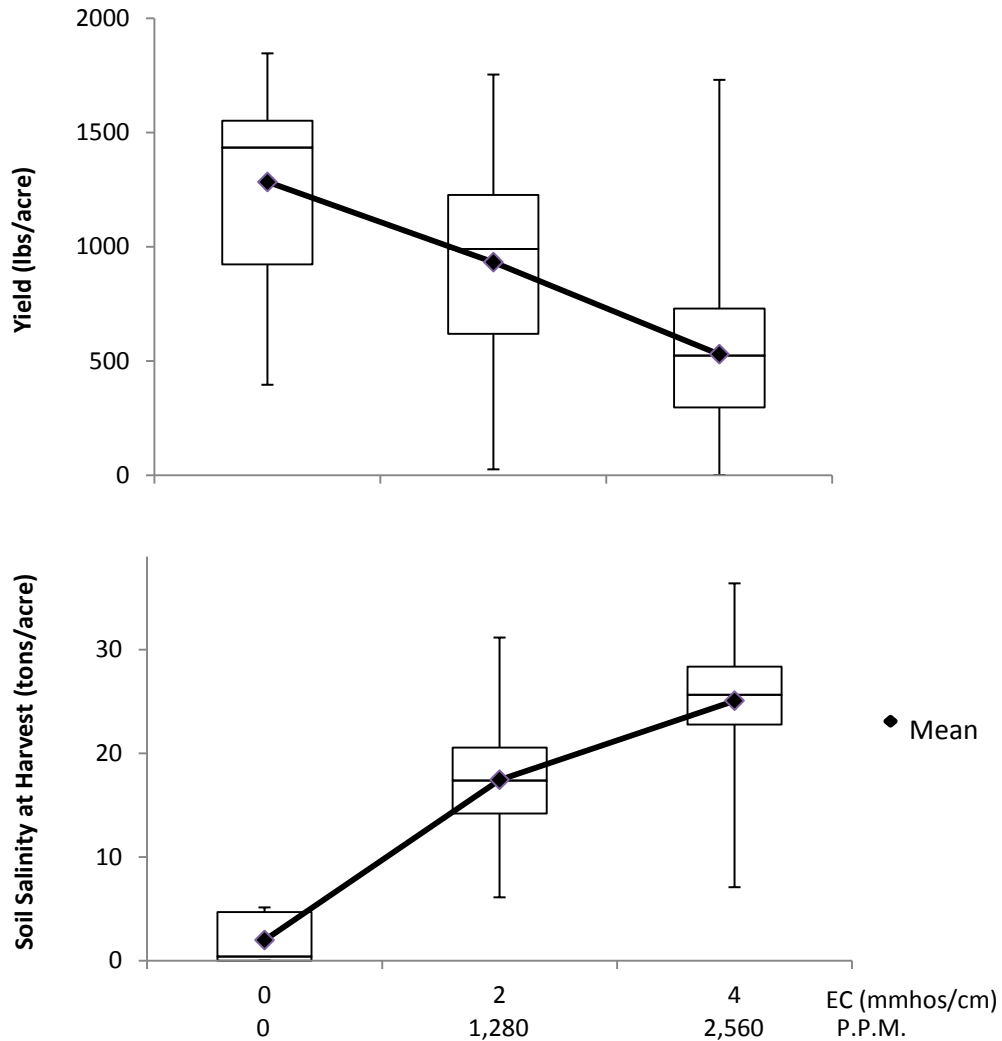 2000
1500
1000
500
0
Yield (lbs/acre)
30
20
10
0
Soil Salinity at Harvest (tons/acre)
Mean
0 2 4 EC (mmhos/cm)
0 1,280 2,560 P.P.M.